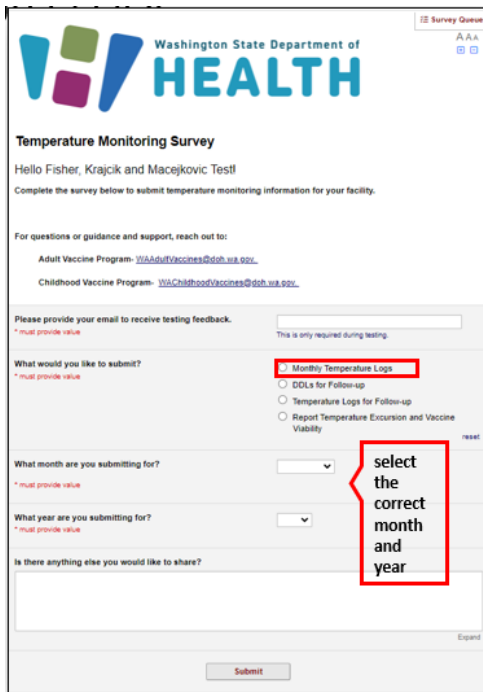 Survey Queue
A A A
Washington State Department of
HEALTH
Temperature Monitoring Survey
Hello Fisher, Krajcik and Macejkovic Test!
Complete the survey below to submit temperature monitoring information for your facility.
For questions or guidance and support, reach out to:
Adult Vaccine Program- WAAdultVaccines@doh.wa.gov.
Childhood Vaccine Program- WAChildhoodVaccines@doh.wa.gov.
Please provide your email to receive testing feedback.
* must provide value
This is only required during testing.
What would you like to submit?
* must provide value
Monthly Temperature Logs
DDLs for Follow-up
Temperature Logs for Follow-up
Report Temperature Excursion and Vaccine
Viability
reset
What month are you submitting for?
* must provide value
select
the
correct
month
and
year
What year are you submitting for?
* must provide value
Is there anything else you would like to share?
Expand
Submit